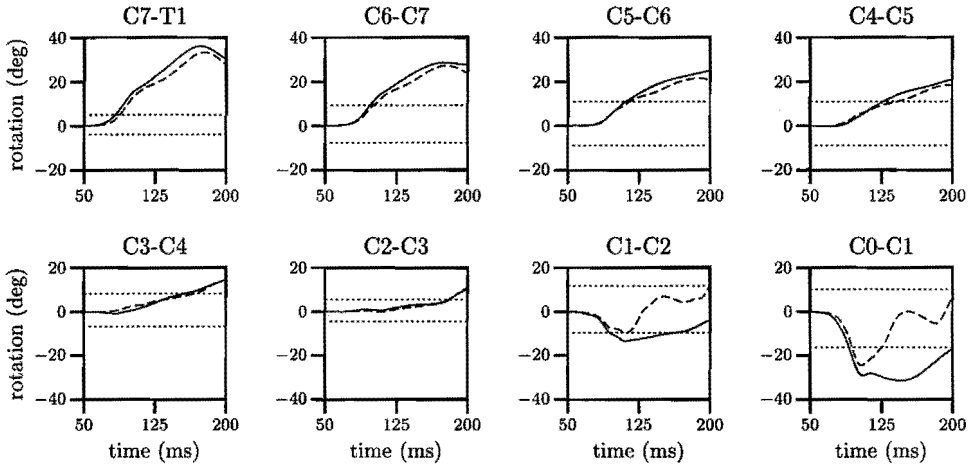 C7-T1 C6-C7 C5-C6 C4-C5
rotation (deg)
40 40 40 40
20 20 20 20
0 0 0 0
−20 −20 −20 −20
50 125 200 50 125 200 50 125 200 50 125 200
C3-C4 C2-C3 C1-C2 C0-C1
rotation (deg)
20 20 20 20
0 0 0 0
−20 −20 −20 −20
−40 −40 −40 −40
50 125 200 50 125 200 50 125 200 50 125 200
time (ms) time (ms) time (ms) time (ms)